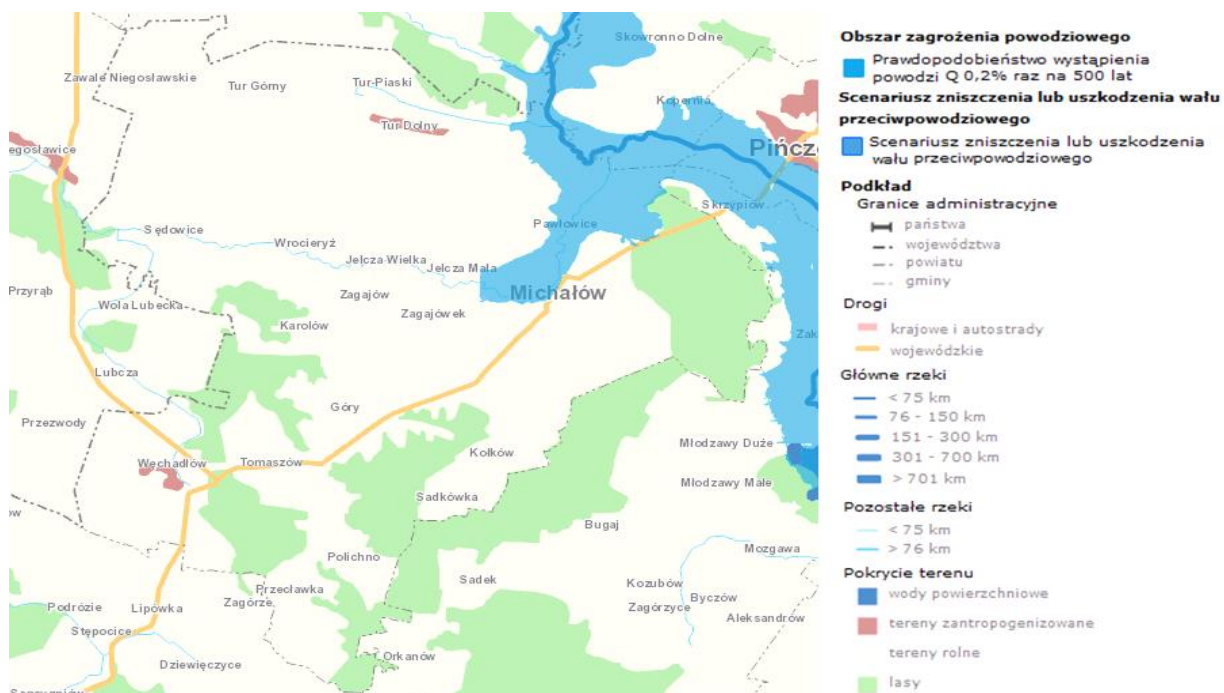 Skowronno Dolne
Zawale Niegosławskie
Tur Górny
Tur-Piaski
Kopernia
Tur Dolny
egosławice
Pińcz
Skrzypiów
Pawłowice
Sędowice
Wrocieryż
Jelcza Wielka
Jelcza Mała
Michałów
Przyrąb
Zagajów
Wola Lubecka
Zagajówek
Karolów
Zak
Lubcza
Góry
Przezwody
Młodzawy Duże
Kołków
Węchadłów
Tomaszów
Młodzawy Małe
Sadkówka
ów
Bugaj
Polichno
Mozgawa
Sadek
Kozubów
Przecławka
Byczów
Zagórze
Zagórzyce
Podrózie
Lipówka
Aleksandrów
Stępocice
Orkanów
Dziewięczyce
Obszar zagrożenia powodziowego
Prawdopodobieństwo wystąpienia
powodzi Q 0,2% raz na 500 lat
Scenariusz zniszczenia lub uszkodzenia wału
przeciwpowodziowego
Scenariusz zniszczenia lub uszkodzenia
wału przeciwpowodziowego
Podkład
Granice administracyjne
państwa
województwa
powiatu
gminy
Drogi
krajowe i autostrady
wojewódzkie
Główne rzeki
< 75 km
76 - 150 km
151 - 300 km
301 - 700 km
> 701 km
Pozostałe rzeki
< 75 km
> 76 km
Pokrycie terenu
wody powierzchniowe
tereny zantropogenizowane
tereny rolne
lasy